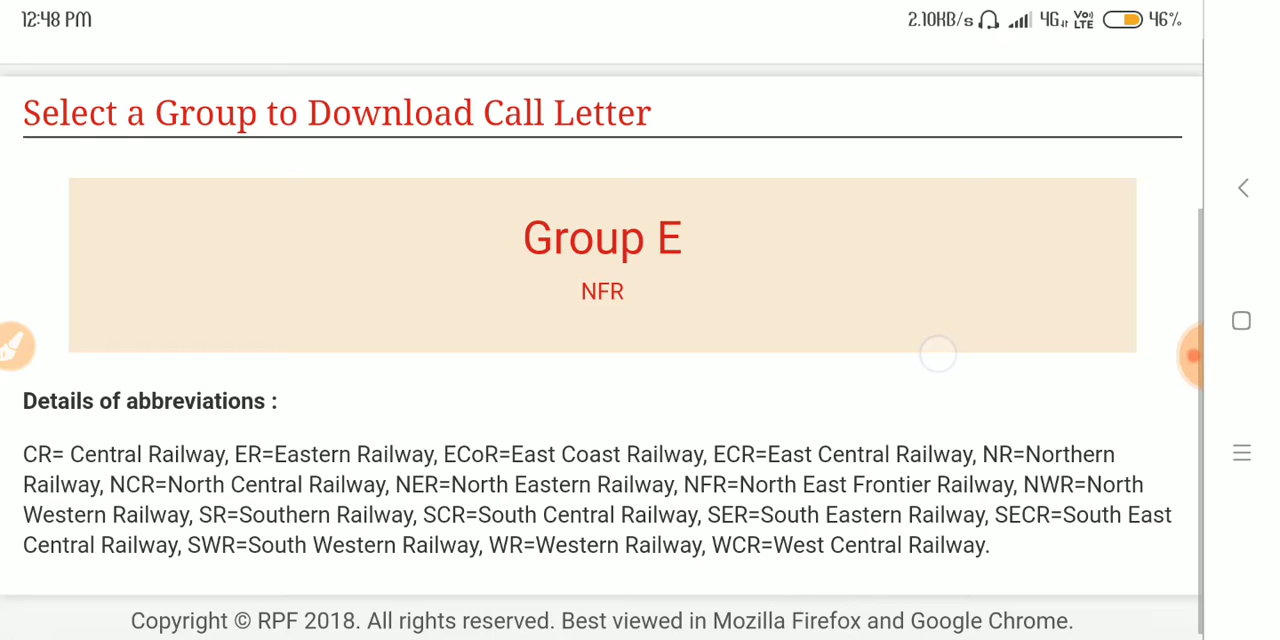 12:48 PM 2.10KB/s 4G Vo) LTE 46%
Select a Group to Download Call Letter
Group E
NFR
Details of abbreviations :
CR= Central Railway, ER=Eastern Railway, ECoR=East Coast Railway, ECR=East Central Railway, NR=Northern
Railway, NCR=North Central Railway, NER=North Eastern Railway, NFR=North East Frontier Railway, NWR=North
Western Railway, SR=Southern Railway, SCR=South Central Railway, SER=South Eastern Railway, SECR=South East
Central Railway, SWR=South Western Railway, WR=Western Railway, WCR=West Central Railway.
Copyright © RPF 2018. All rights reserved. Best viewed in Mozilla Firefox and Google Chrome.